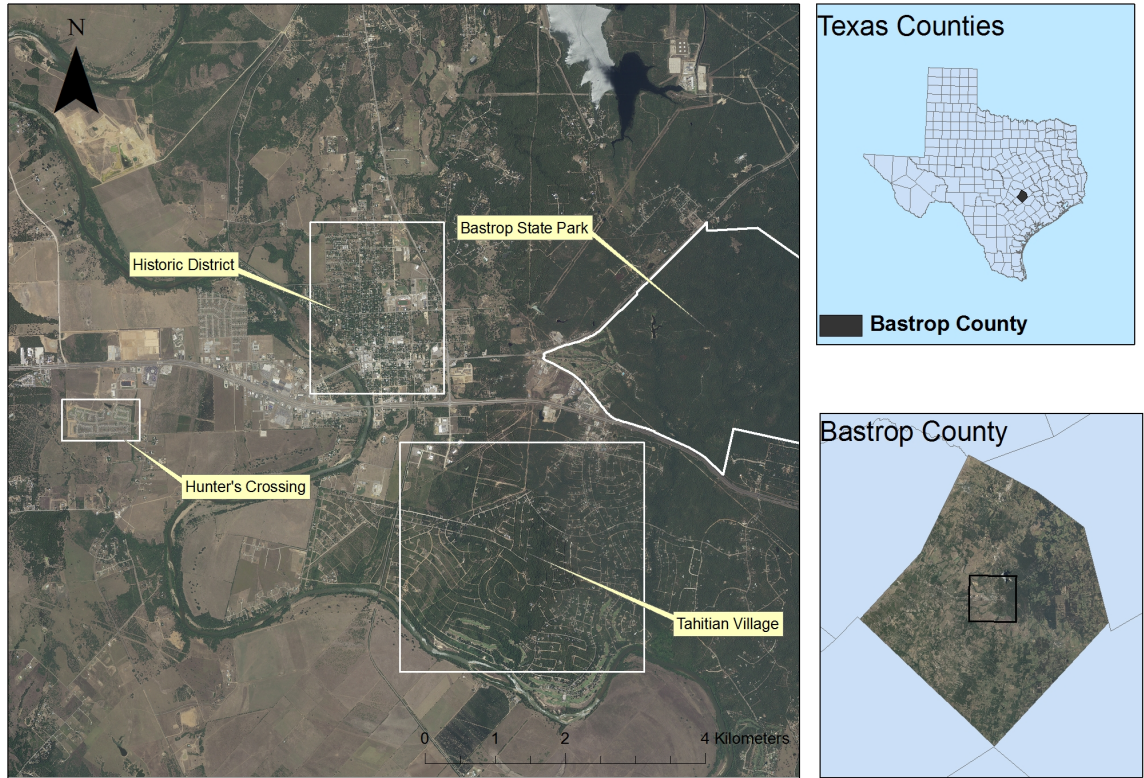 N
Historic District
Bastrop State Park
Hunter's Crossing
Tahitian Village
0 1 2 4 Kilometers
Texas Counties
Bastrop County
Bastrop County